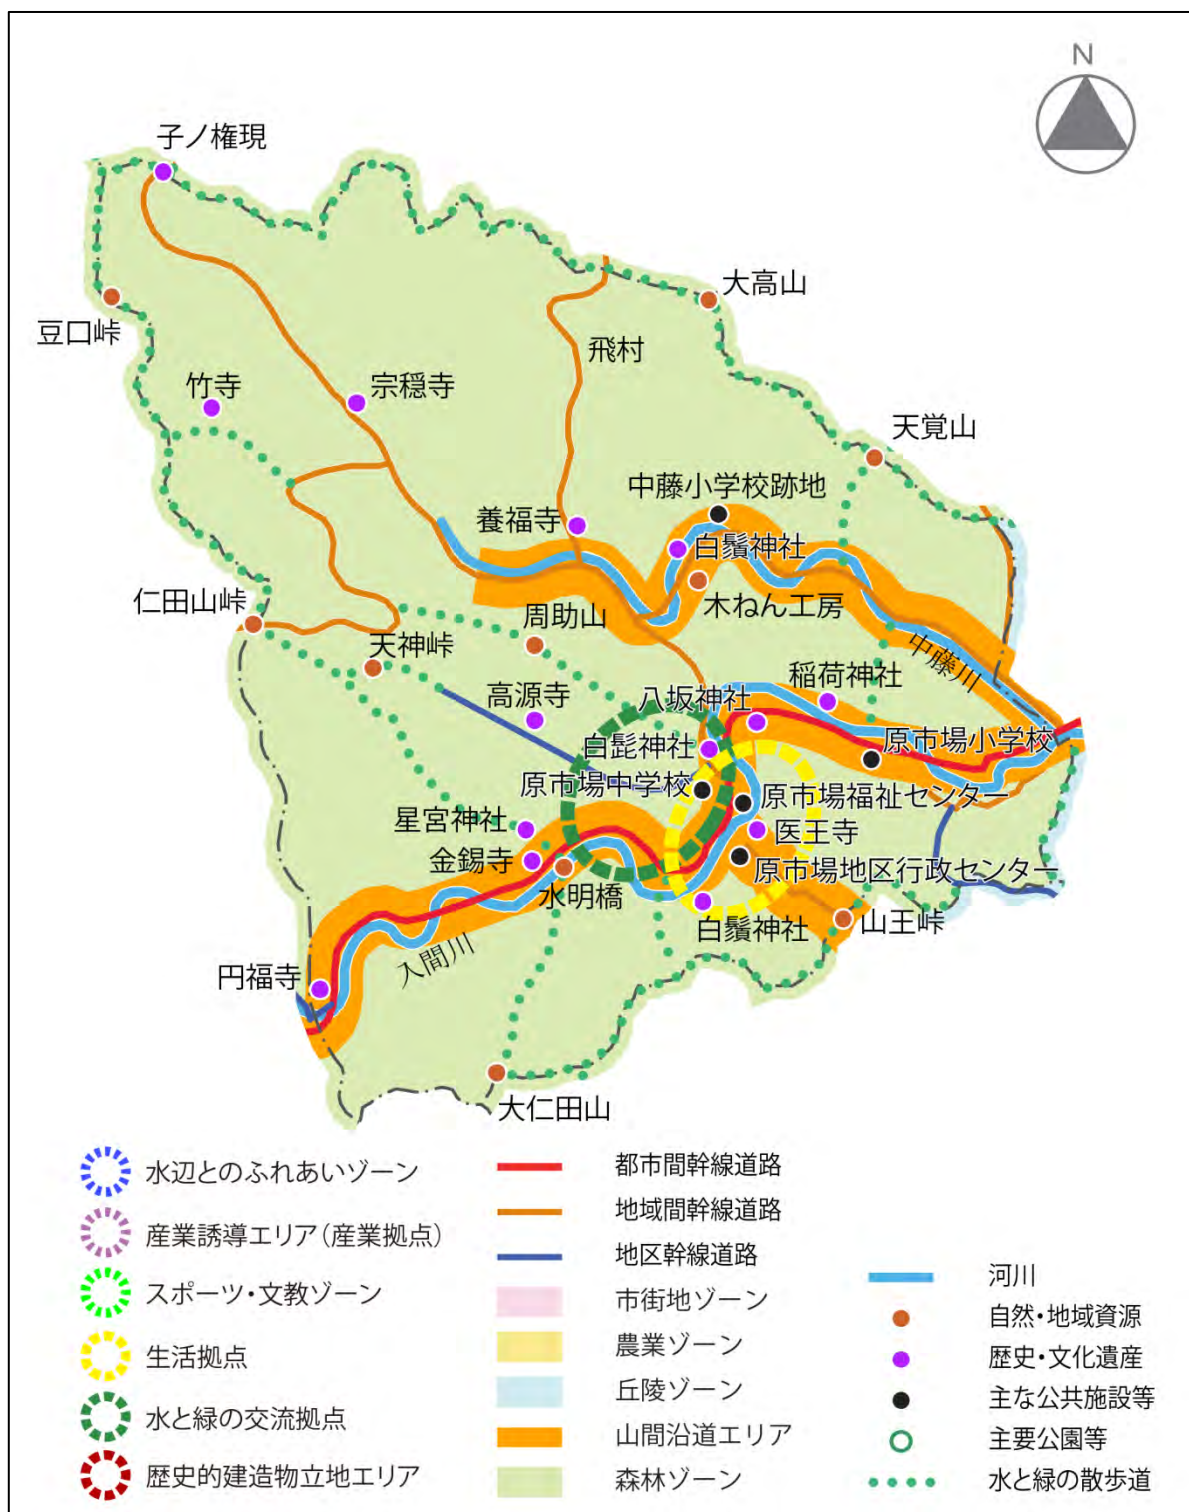 N
子ノ権現
大高山
豆口峠
飛村
竹寺
宗穏寺
天覚山
中藤小学校跡地
養福寺
白鬚神社
木ねん工房
仁田山峠
周助山
天神峠
中藤川
稲荷神社
高源寺
八坂神社
白髭神社
原市場小学校
原市場中学校
原市場福祉センター
星宮神社
医王寺
金錫寺
原市場地区行政センター
水明橋
白鬚神社
山王峠
入間川
円福寺
大仁田山
水辺とのふれあいゾーン
産業誘導エリア(産業拠点)
スポーツ・文教ゾーン
生活拠点
水と緑の交流拠点
歴史的建造物立地エリア
都市間幹線道路
地域間幹線道路
地区幹線道路
市街地ゾーン
農業ゾーン
丘陵ゾーン
山間沿道エリア
森林ゾーン
河川
自然・地域資源
歴史・文化遺産
主な公共施設等
主要公園等
水と緑の散歩道